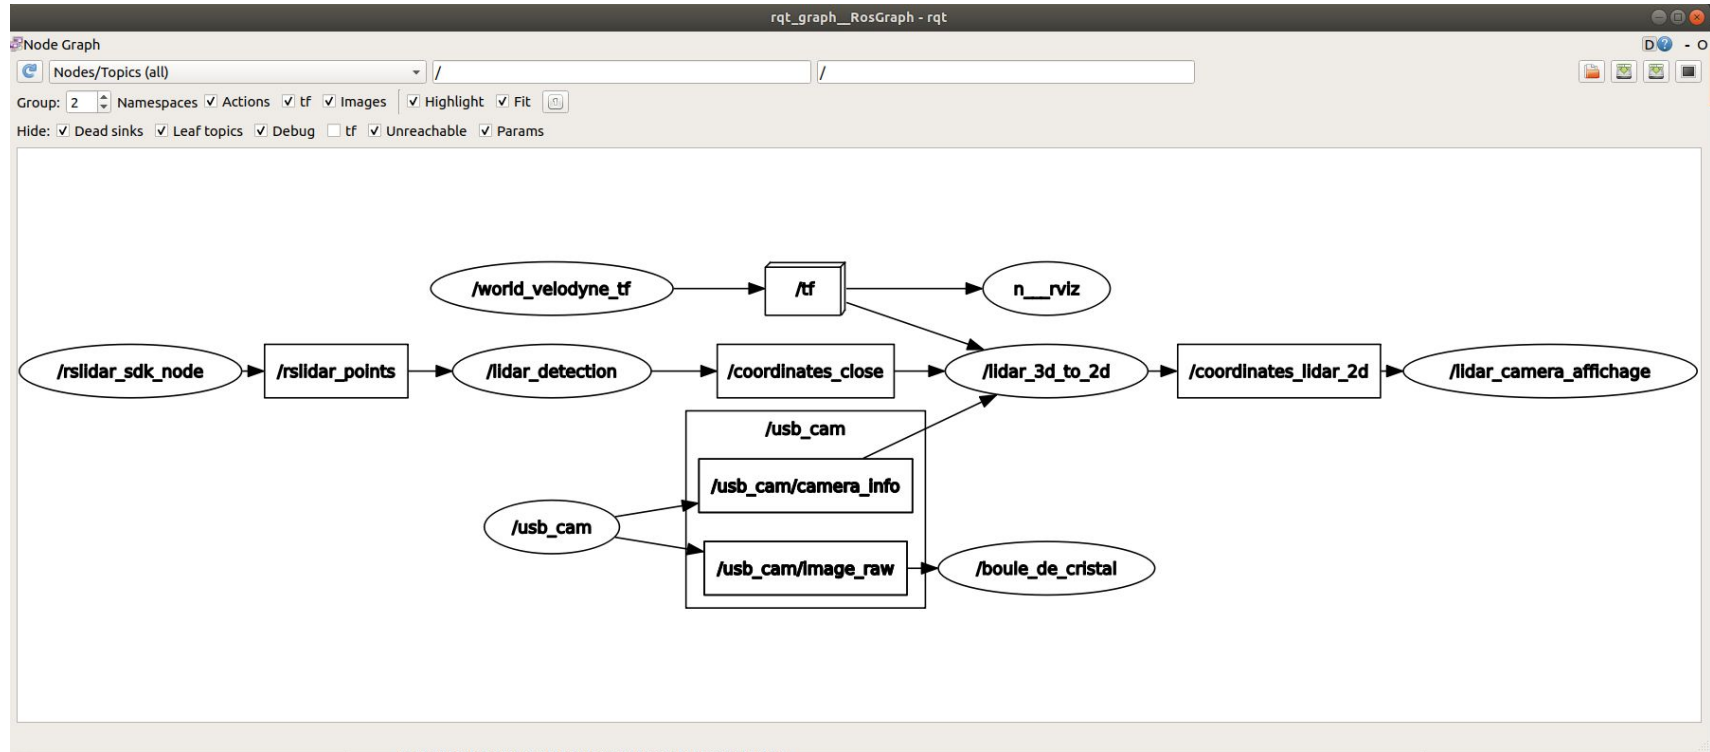 rqt_graph__RosGraph - rqt
Node Graph D - O
Nodes/Topics (all) / /
Group: 2 Namespaces Actions tf Images Highlight Fit
Hide: Dead sinks Leaf topics Debug tf Unreachable Params
/world_velodyne_tf /tf n___rviz
/rslidar_sdk_node /rslidar_points /lidar_detection /coordinates_close /lidar_3d_to_2d /coordinates_lidar_2d /lidar_camera_affichage
/usb_cam
/usb_cam/camera_info
/usb_cam
/usb_cam/image_raw /boule_de_cristal